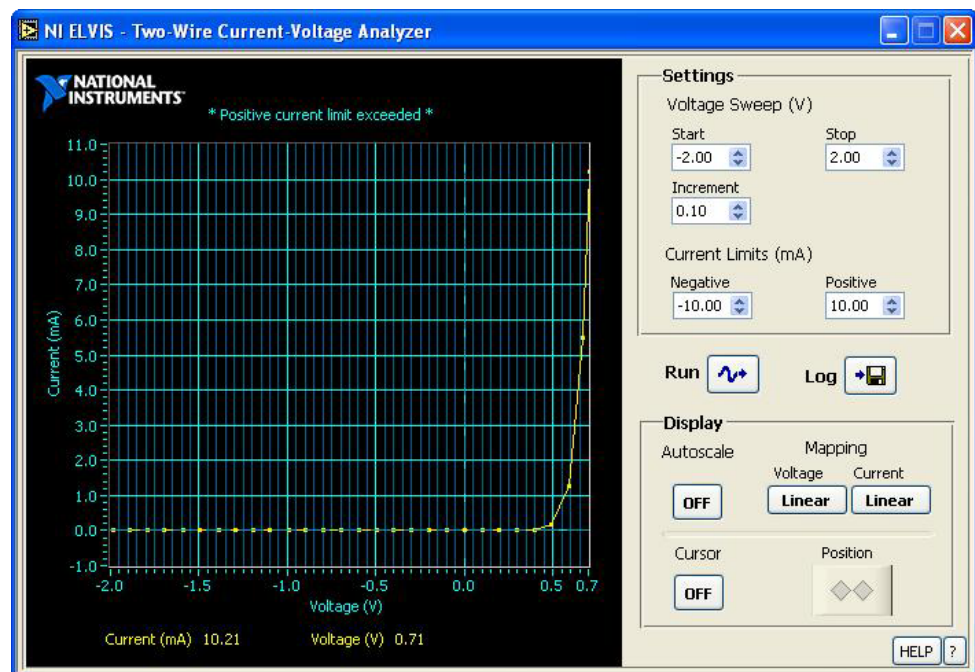 NI ELVIS - Two-Wire Current-Voltage Analyzer
NATIONAL
INSTRUMENTS™
* Positive current limit exceeded *
11.0
10.0
9.0
8.0
7.0
6.0
5.0
4.0
3.0
2.0
1.0
0.0
-1.0
Current (mA)
-2.0 -1.5 -1.0 -0.5 0.0 0.5 0.7
Voltage (V)
Current (mA) 10.21 Voltage (V) 0.71
Settings
Voltage Sweep (V)
Start Stop
-2.00 2.00
Increment
0.10
Current Limits (mA)
Negative Positive
-10.00 10.00
Run Log
Display
Autoscale Mapping
Voltage Current
OFF Linear Linear
Cursor Position
OFF
HELP ?